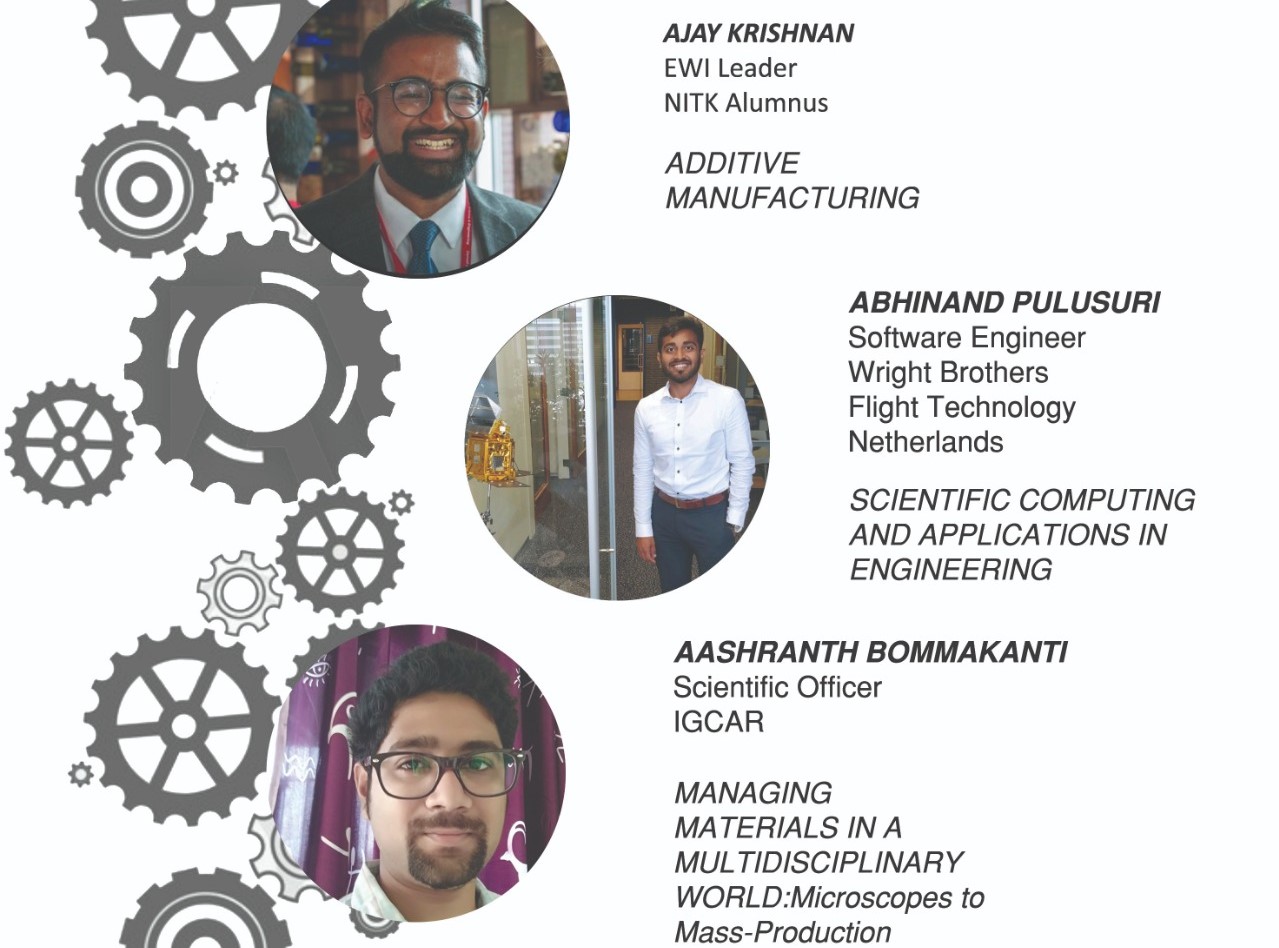 AJAY KRISHNAN
EWI Leader
NITK Alumnus
ADDITIVE
MANUFACTURING
ABHINAND PULUSURI
Software Engineer
Wright Brothers
Flight Technology
Netherlands
SCIENTIFIC COMPUTING
AND APPLICATIONS IN
ENGINEERING
AASHRANTH BOMMAKANTI
Scientific Officer
IGCAR
MANAGING
MATERIALS IN A
MULTIDISCIPLINARY
WORLD:Microscopes to
Mass-Production